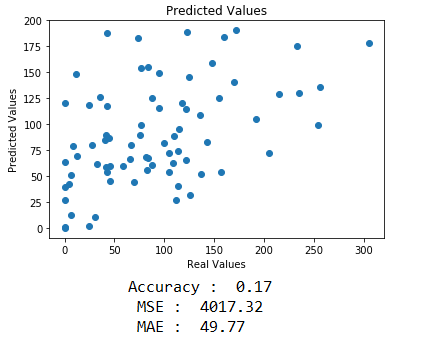 Predicted Values
200
175
150
125
100
75
50
25
0
Predicted Values
0 50 100 150 200 250 300
Real Values
Accuracy : 0.17
MSE : 4017.32
MAE : 49.77